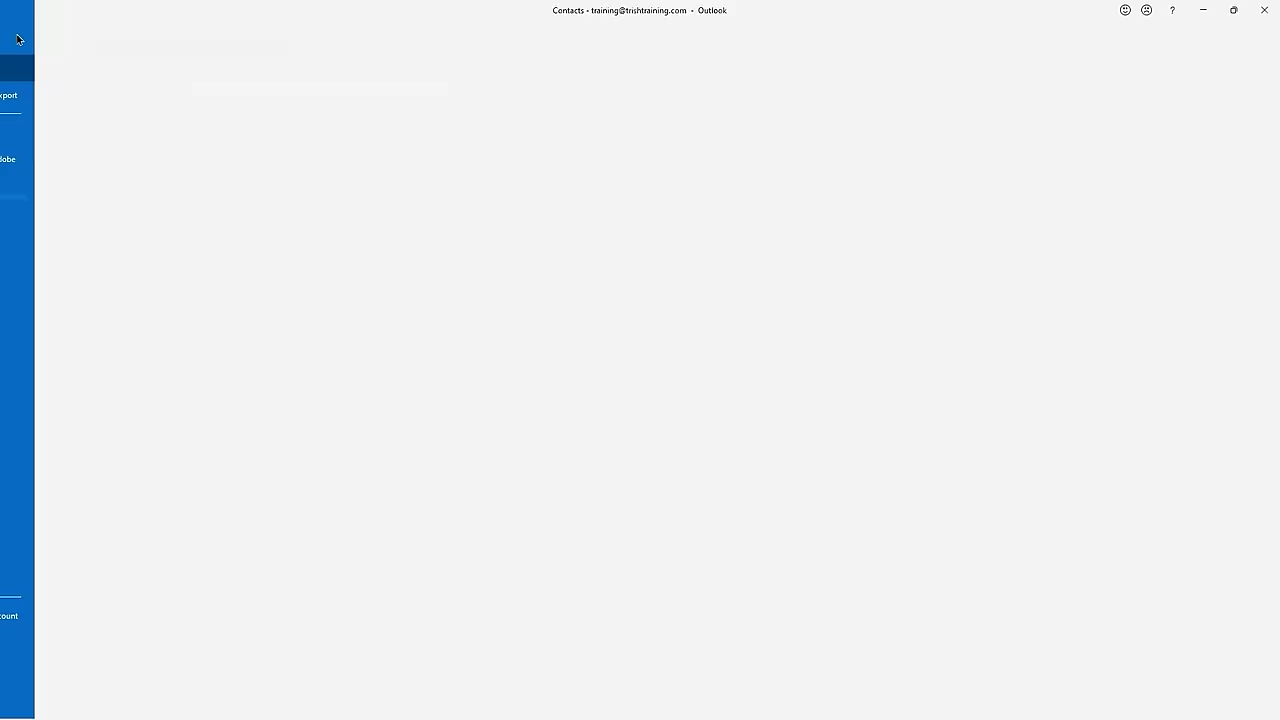 Contacts - training@trishtraining.com - Outlook
?
xport
dobe
count